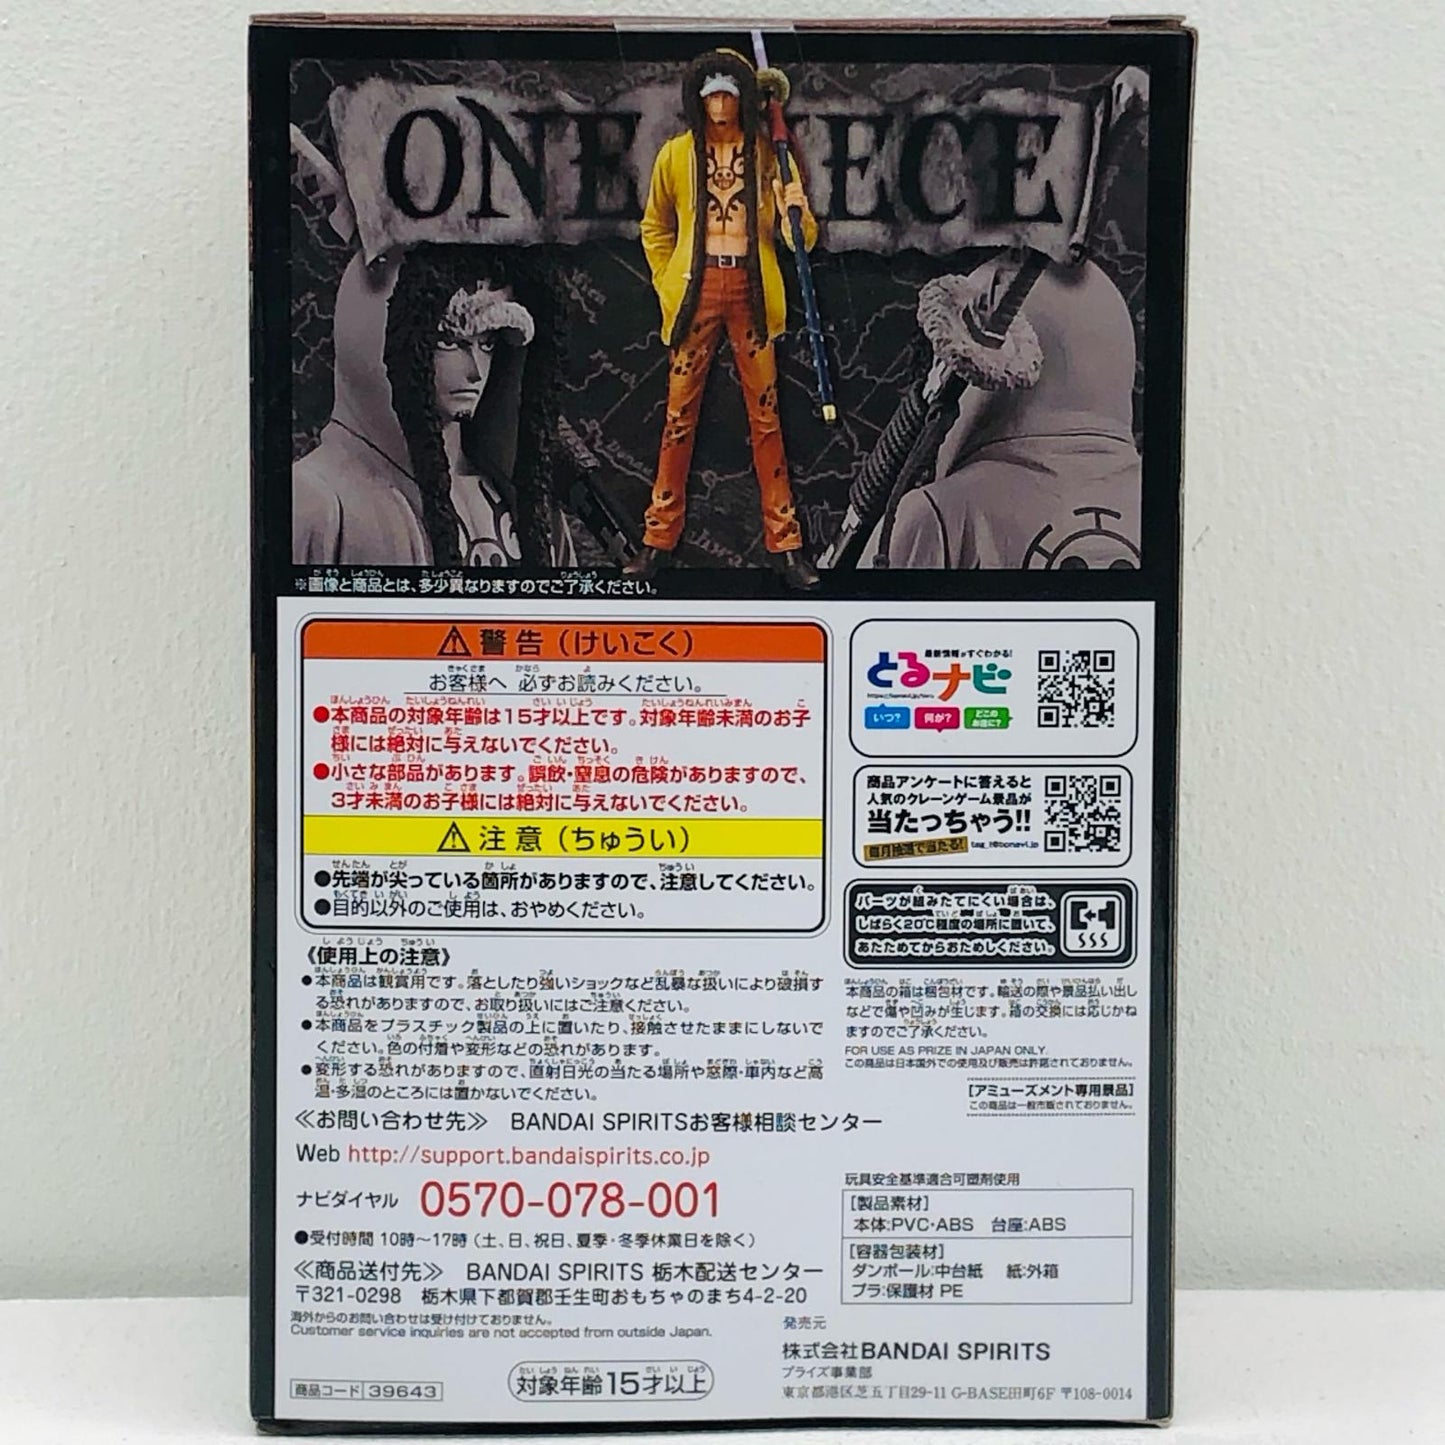 ONE PIECE
※画像と商品とは、多少異なりますのでご了承ください。
警告（けいこく）
お客様へ 必ずお読みください。
●本商品の対象年齢は15才以上です。対象年齢未満のお子
様には絶対に与えないでください。
●小さな部品があります。誤飲・窒息の危険がありますので、
3才未満のお子様には絶対に与えないでください。
注意（ちゅうい）
●先端が尖っている箇所がありますので、注意してください。
●目的以外のご使用は、おやめください。
《使用上の注意》
●本商品は観賞用です。落としたり強いショックなど乱暴な扱いにより破損す
る恐れがありますので、お取り扱いにはご注意ください。
●本商品をプラスチック製品の上に置いたり、接触させたままにしないで
ください。色の付着や変形などの恐れがあります。
●変形する恐れがありますので、直射日光の当たる場所や窓際・車内など高
温・多湿のところには置かないでください。
≪お問い合わせ先≫ BANDAI SPIRITSお客様相談センター
Web http://support.bandaispirits.co.jp
ナビダイヤル 0570-078-001
●受付時間 10時～17時（土、日、祝日、夏季・冬季休業日を除く）
≪商品送付先≫ BANDAI SPIRITS 栃木配送センター
〒321-0298 栃木県下都賀郡壬生町おもちゃのまち4-2-20
海外からのお問い合わせは受け付けておりません。
Customer service inquiries are not accepted from outside Japan.
商品コード 39643
対象年齢15才以上
最新情報がすぐわかる!
とるナビ
いつ?
何が?
どこの
お店に?
商品アンケートに答えると
人気のクレーンゲーム景品が
当たっちゃう!!
毎月抽選で当たる!
パーツが組みたてにくい場合は、
しばらく20℃程度の場所に置いて、
あたためてからおためしください。
本商品の箱は梱包材です。輸送の際や景品払い出し
などで傷や凹みが生じます。箱の交換には応じかね
ますのでご了承ください。
FOR USE AS PRIZE IN JAPAN ONLY.
この商品は日本国外での使用及び販売は許諾されておりません。
[アミューズメント専用景品]
この商品は一般市販されておりません。
玩具安全基準適合可塑剤使用
[製品素材]
本体:PVC・ABS 台座:ABS
[容器包装材]
ダンボール:中台紙 紙:外箱
プラ:保護材 PE
発売元
株式会社BANDAI SPIRITS
プライズ事業部
東京都港区芝五丁目29-11 G-BASE田町6F 〒108-0014